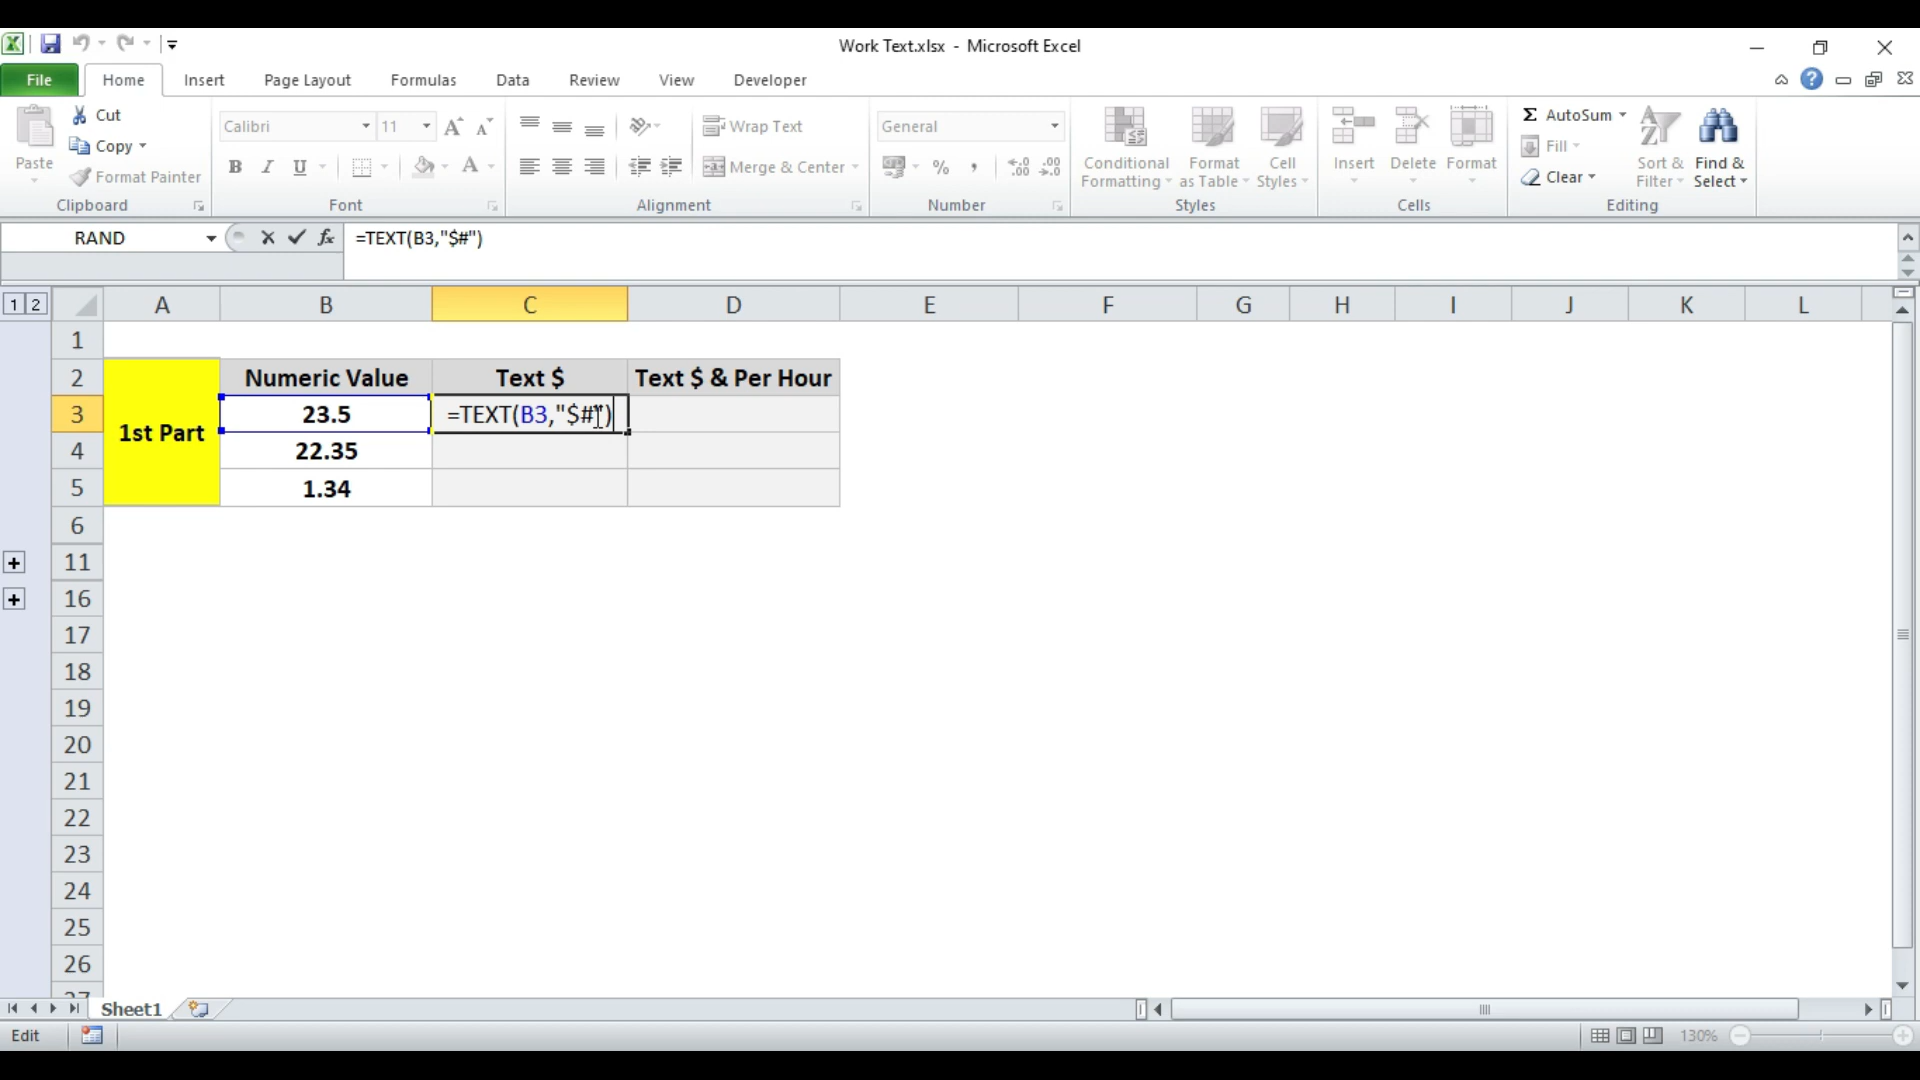 Work Text.xlsx - Microsoft Excel
File Home Insert Page Layout Formulas Data Review View Developer
Paste
Cut
Copy
Format Painter
Clipboard
Calibri 11
B I U
Font
Wrap Text
Merge & Center
Alignment
General
% ,
Number
Conditional Formatting
Format as Table
Cell Styles
Styles
Insert Delete Format
Cells
Σ AutoSum
Fill
Clear
Sort & Filter
Find & Select
Editing
RAND fx =TEXT(B3,"$#")
1 2 A B C D E F G H I J K L
1
2 Numeric Value Text $ Text $ & Per Hour
3 23.5 =TEXT(B3,"$#")
1st Part
4 22.35
5 1.34
6
11
16
17
18
19
20
21
22
23
24
25
26
27
Sheet1
Edit 130%